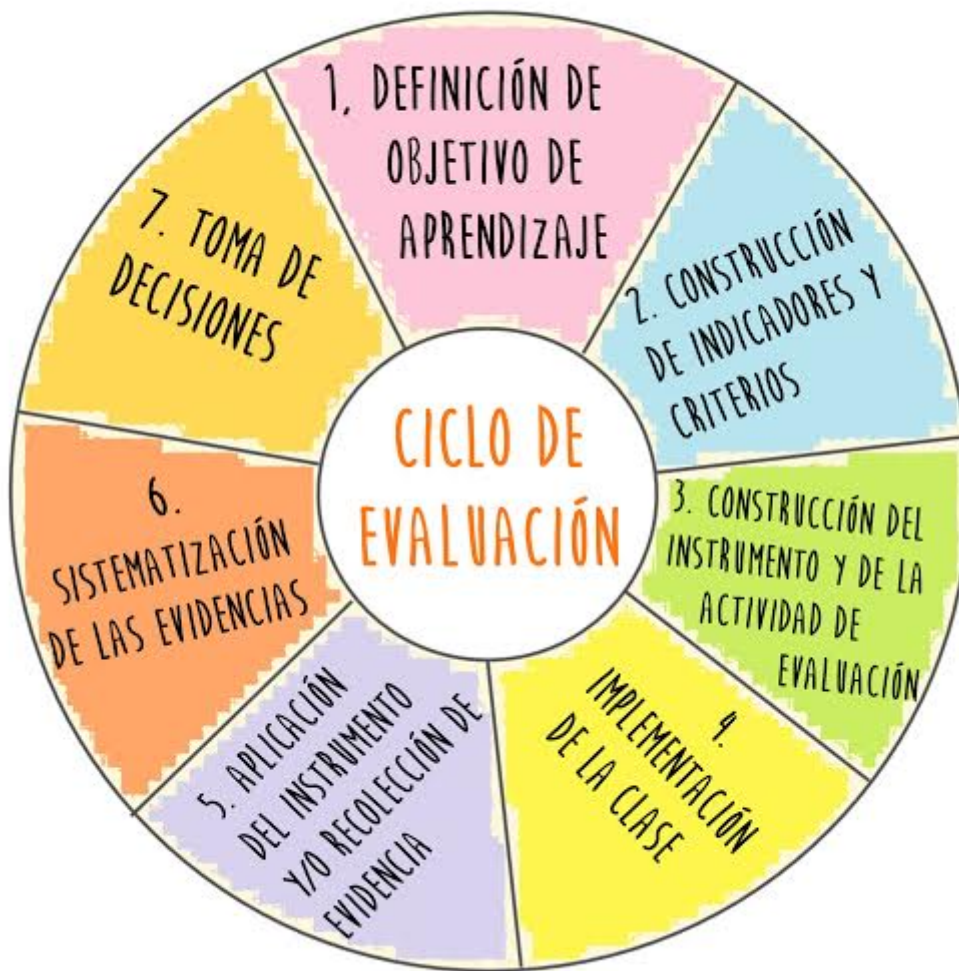 1, DEFINICIÓN DE
OBJETIVO DE
APRENDIZAJE
2. CONSTRUCCIÓN
DE INDICADORES Y
CRITERIOS
3. CONSTRUCCIÓN DEL
INSTRUMENTO Y DE LA
ACTIVIDAD DE
EVALUACIÓN
4.
IMPLEMENTACIÓN
DE LA CLASE
5. APLICACIÓN
DEL INSTRUMENTO
Y/O RECOLECCIÓN DE
EVIDENCIA
6.
SISTEMATIZACIÓN
DE LAS EVIDENCIAS
7. TOMA DE
DECISIONES
CICLO DE
EVALUACIÓN